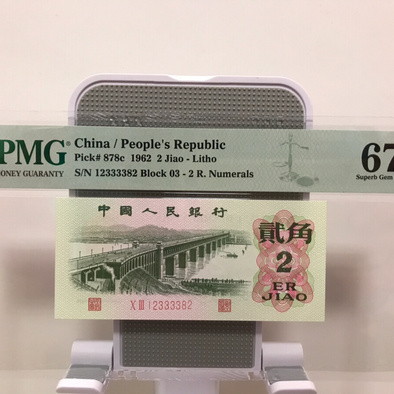 PMG
MONEY GUARANTY
China / People's Republic
Pick# 878c 1962 2 Jiao - Litho
S/N 12333382 Block 03 - 2 R. Numerals
67
Superb Gem
中國人民銀行
貳角
2
ER
JIAO
X III 12333382